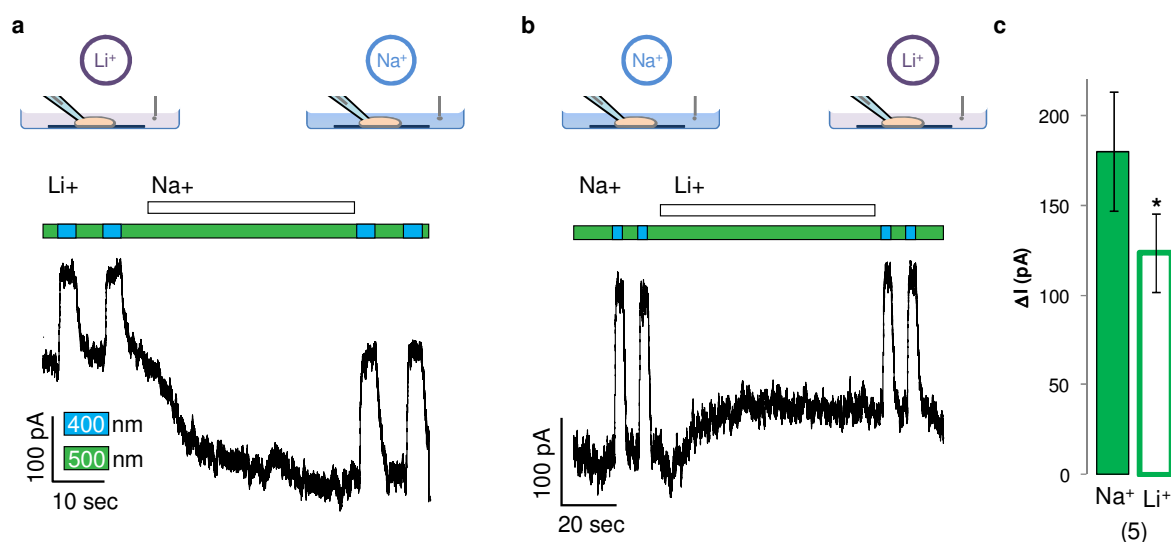 a
Li⁺
Na⁺
Li+
Na+
400 nm
500 nm
100 pA
10 sec
b
Na⁺
Li⁺
Na+
Li+
100 pA
20 sec
c
ΔI (pA)
200
150
100
50
0
*
Na⁺ Li⁺
(5)